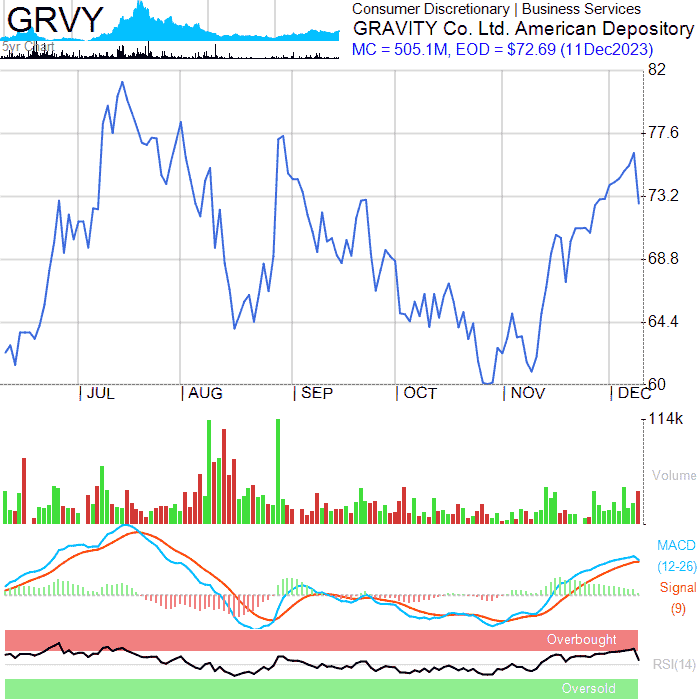 GRVY
5yr Chart
Consumer Discretionary | Business Services
GRAVITY Co. Ltd. American Depository
MC = 505.1M, EOD = $72.69 (11Dec2023)
82
77.6
73.2
68.8
64.4
60
JUL AUG SEP OCT NOV DEC
114k
Volume
MACD
(12-26)
Signal
(9)
Overbought
RSI(14)
Oversold